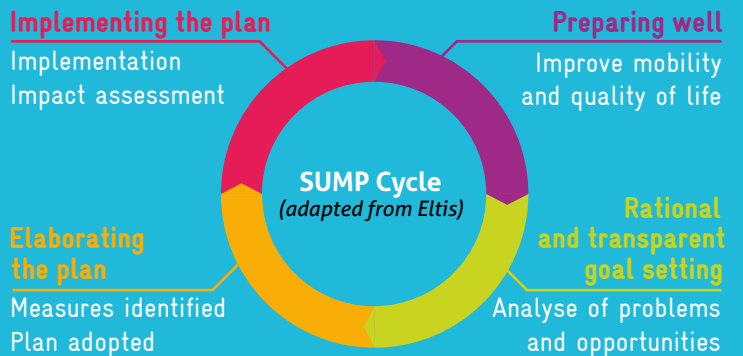 Implementing the plan
Implementation
Impact assessment
Preparing well
Improve mobility
and quality of life
SUMP Cycle
(adapted from Eltis)
Elaborating
the plan
Measures identified
Plan adopted
Rational
and transparent
goal setting
Analyse of problems
and opportunities